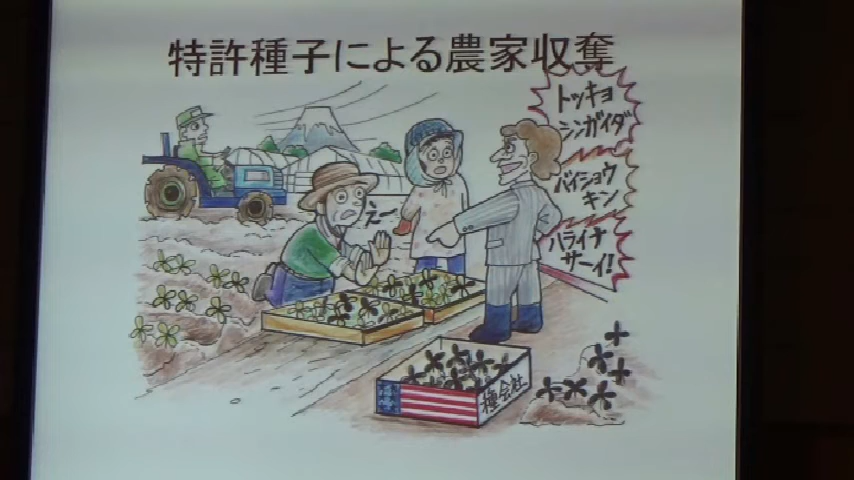 特許種子による農家収奪
トッキョ
シンガイダ
バイショウ
キン
ハライナ
サーイ!
えー
種会社